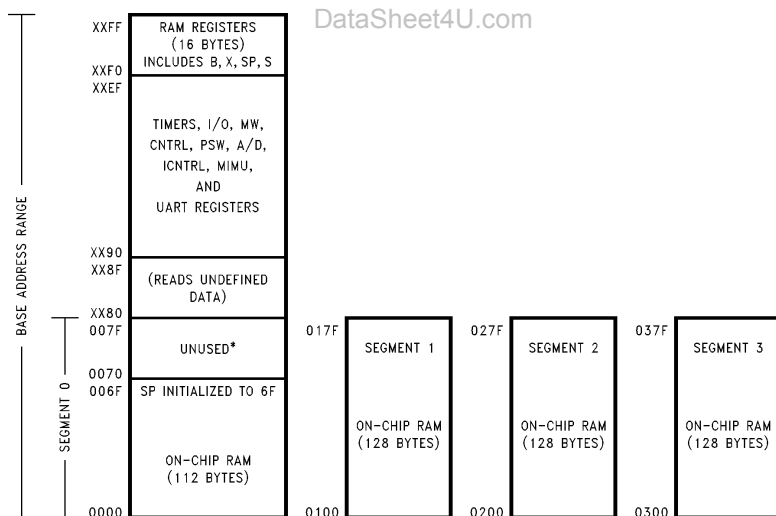 DataSheet4U.com
XXFF
RAM REGISTERS
(16 BYTES)
INCLUDES B, X, SP, S
XXF0
XXEF
TIMERS, I/O, MW,
CNTRL, PSW, A/D,
ICNTRL, MIMU,
AND
UART REGISTERS
XX90
XX8F
(READS UNDEFINED
DATA)
XX80
007F
UNUSED*
0070
006F
SP INITIALIZED TO 6F
ON-CHIP RAM
(112 BYTES)
0000
BASE ADDRESS RANGE
SEGMENT 0
017F
SEGMENT 1
ON-CHIP RAM
(128 BYTES)
0100
027F
SEGMENT 2
ON-CHIP RAM
(128 BYTES)
0200
037F
SEGMENT 3
ON-CHIP RAM
(128 BYTES)
0300